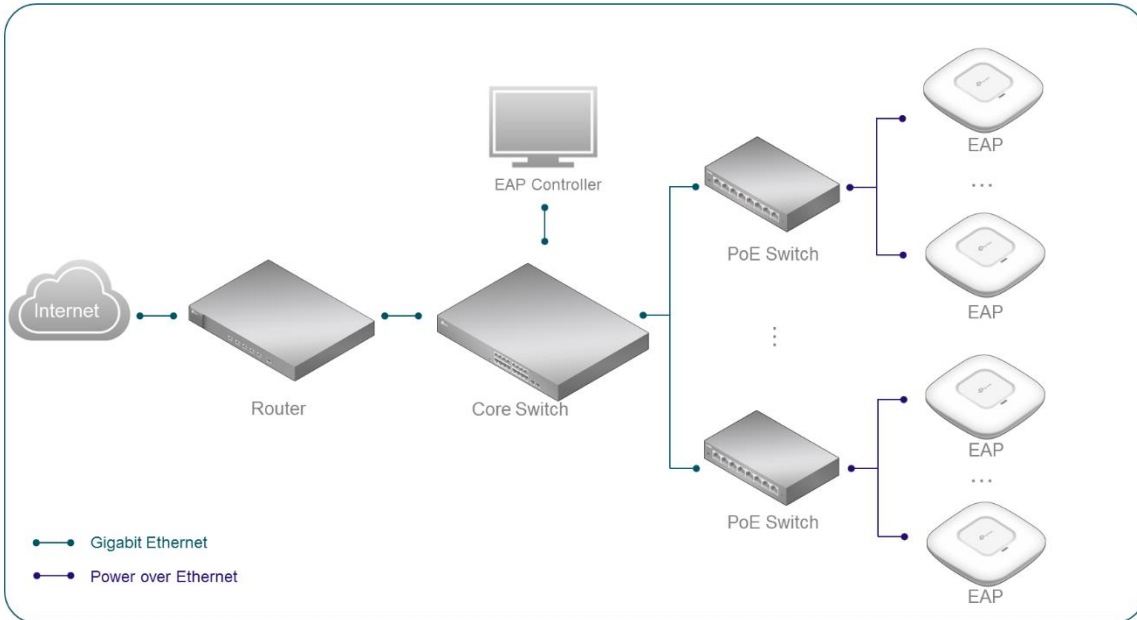 EAP
EAP Controller
...
PoE Switch
Internet
EAP
Router
Core Switch
EAP
...
PoE Switch
Gigabit Ethernet
Power over Ethernet
EAP